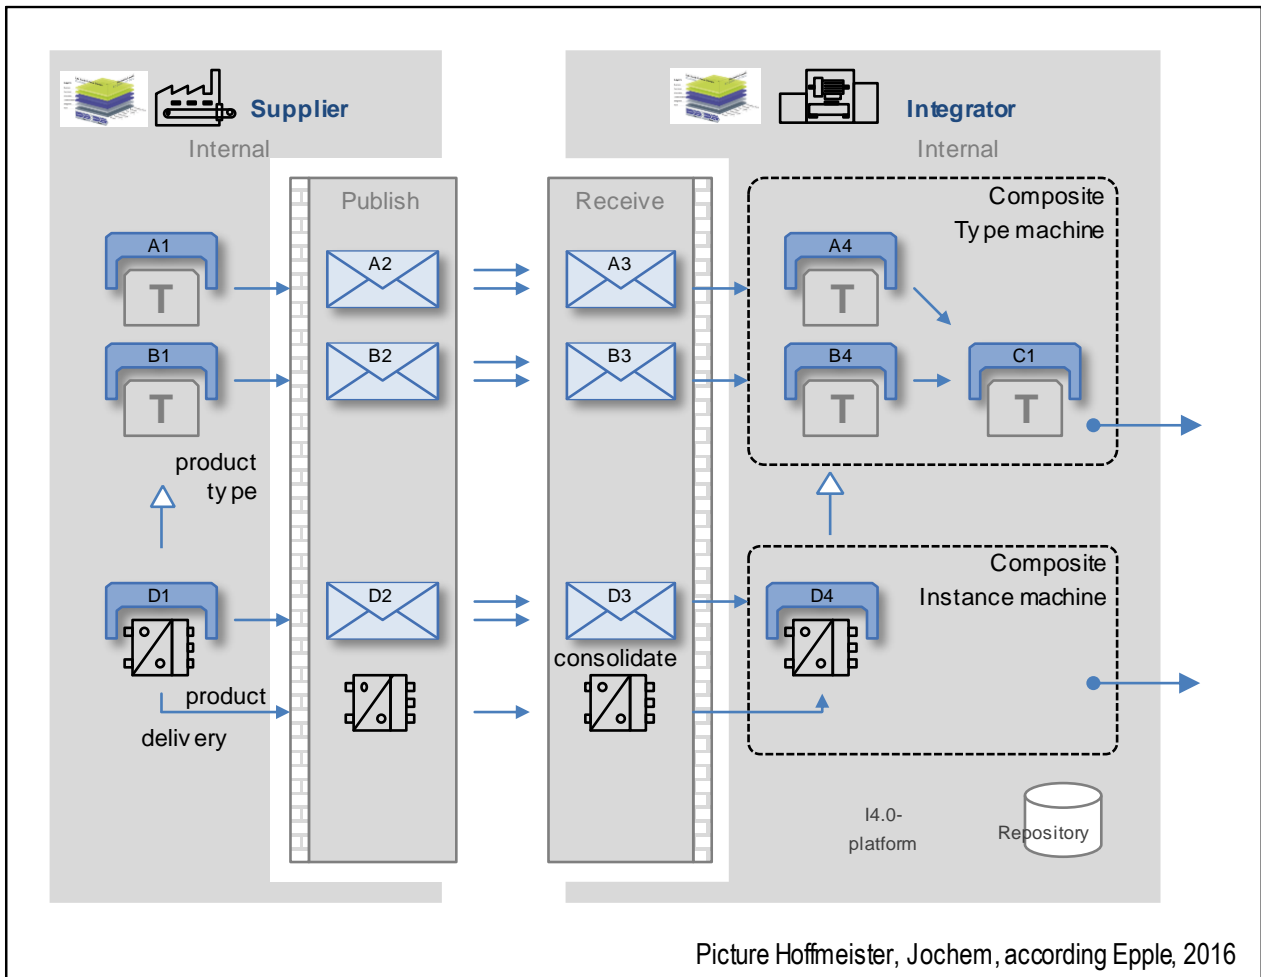 Supplier
Internal
Integrator
Internal
Publish
Receive
Composite
Type machine
A1
T
A2
A3
A4
T
B1
T
B2
B3
B4
T
C1
T
product
type
Composite
Instance machine
D1
D2
D3
D4
consolidate
product
delivery
I4.0-
platform
Repository
Picture Hoffmeister, Jochem, according Epple, 2016